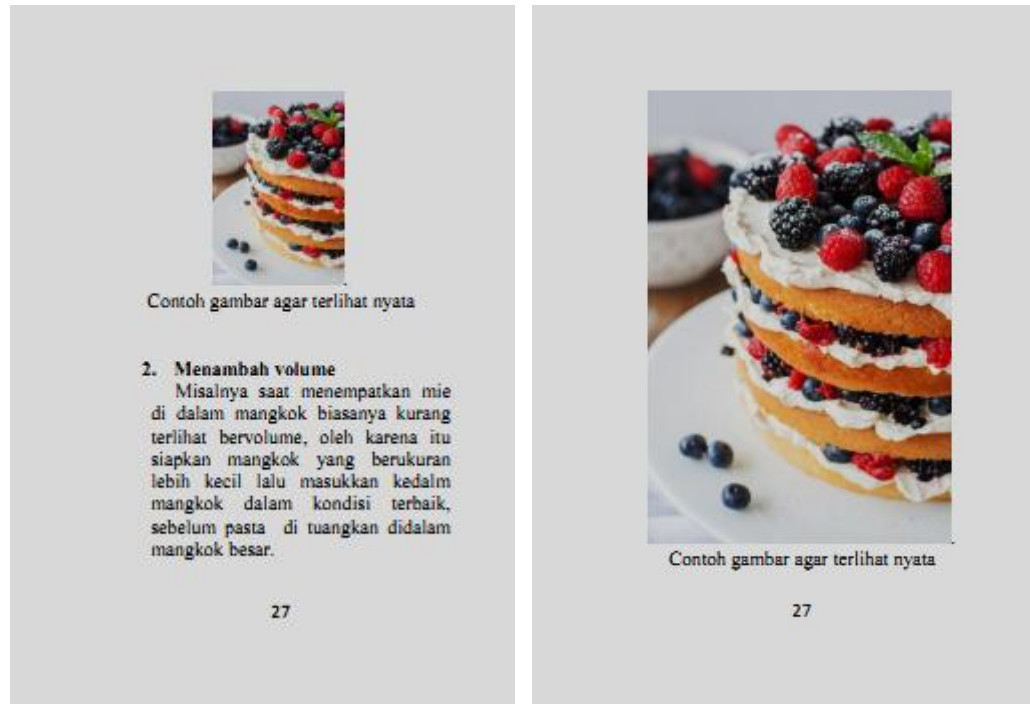 Contoh gambar agar terlihat nyata
2. Menambah volume
Misalnya saat menempatkan mie
di dalam mangkok biasanya kurang
terlihat bervolume, oleh karena itu
siapkan mangkok yang berukuran
lebih kecil lalu masukkan kedalm
mangkok dalam kondisi terbaik,
sebelum pasta di tuangkan didalam
mangkok besar.
27
Contoh gambar agar terlihat nyata
27